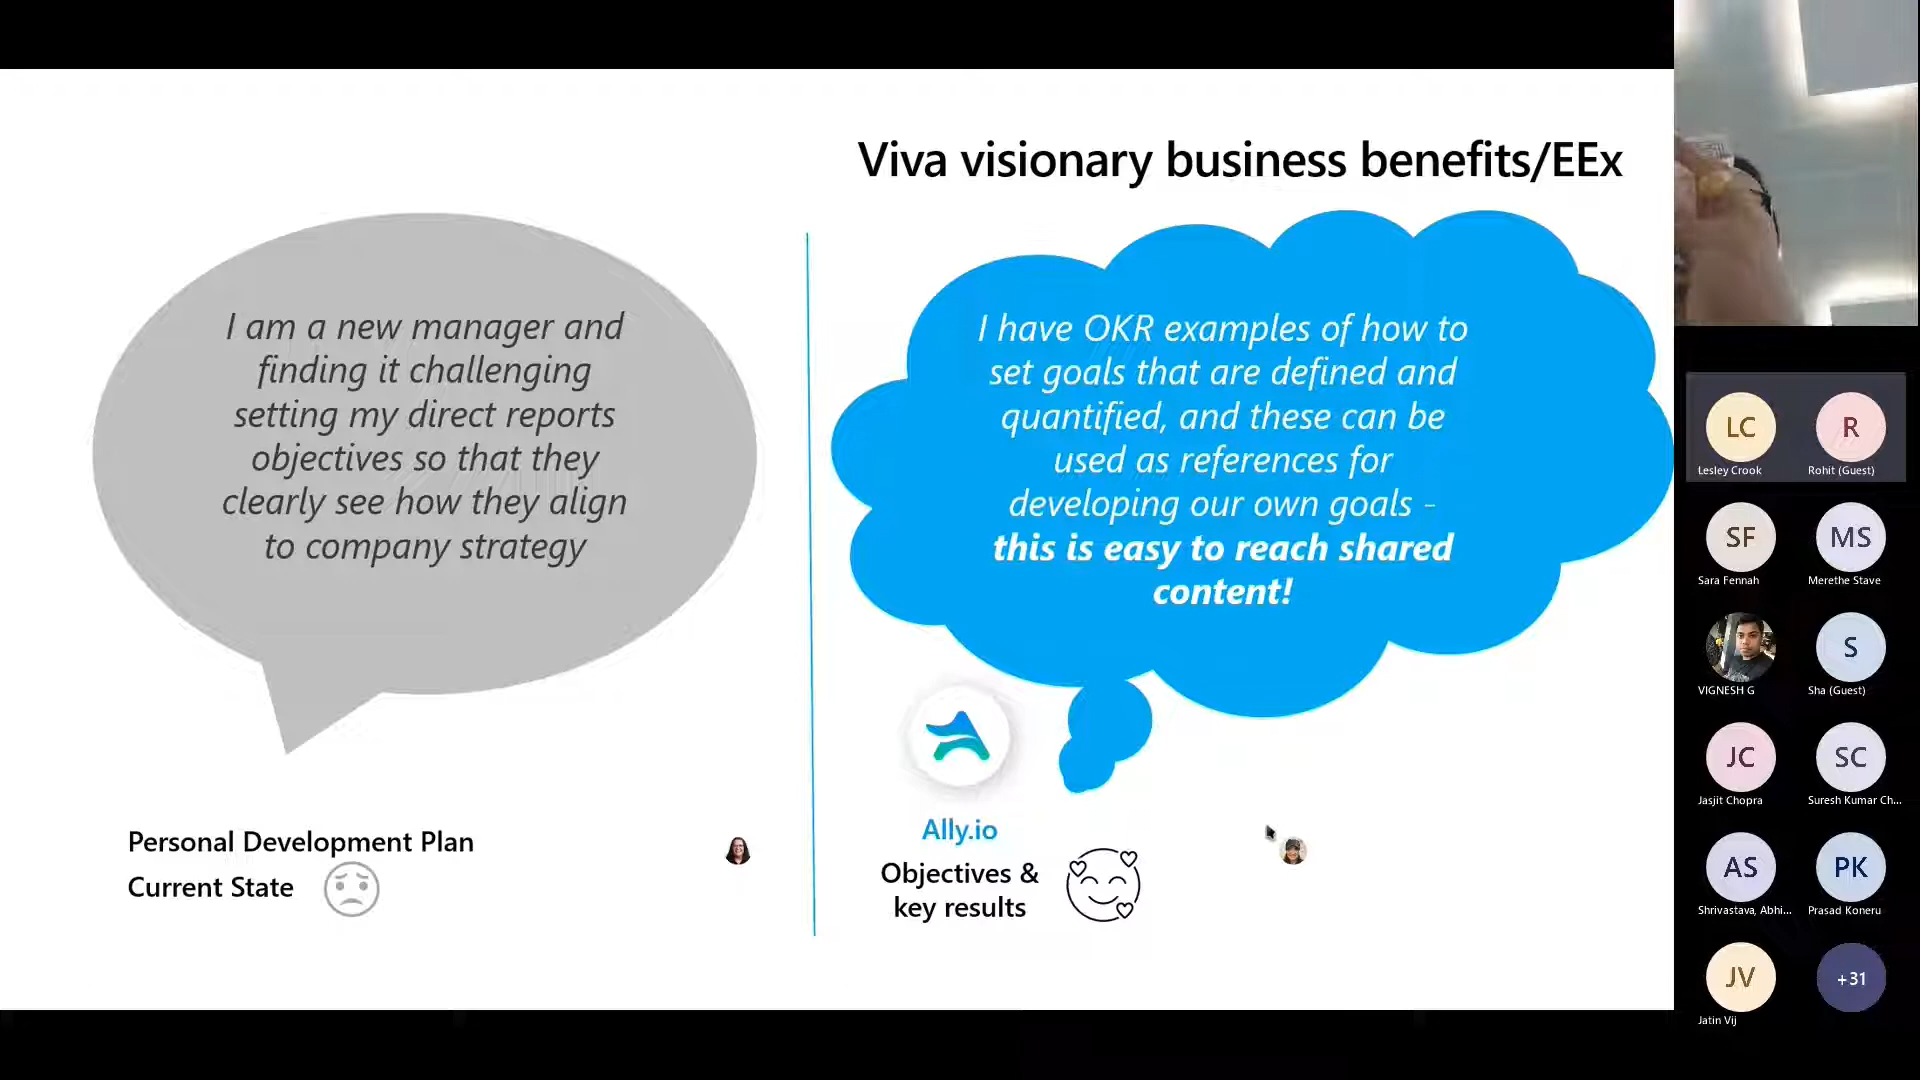 Viva visionary business benefits/EEx
I am a new manager and
finding it challenging
setting my direct reports
objectives so that they
clearly see how they align
to company strategy
Personal Development Plan
Current State
I have OKR examples of how to
set goals that are defined and
quantified, and these can be
used as references for
developing our own goals -
this is easy to reach shared
content!
Ally.io
Objectives &
key results
LC
Lesley Crook
R
Rohit (Guest)
SF
Sara Fennah
MS
Merethe Stave
VIGNESH G
S
Sha (Guest)
JC
Jasjit Chopra
SC
Suresh Kumar Ch...
AS
Shrivastava, Abhi...
PK
Prasad Koneru
JV
Jatin Vij
+31